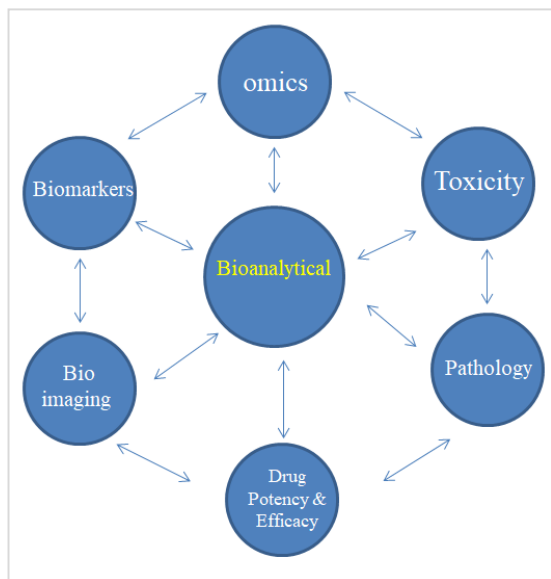 omics
Biomarkers
Toxicity
Bioanalytical
Bio
imaging
Pathology
Drug
Potency &
Efficacy